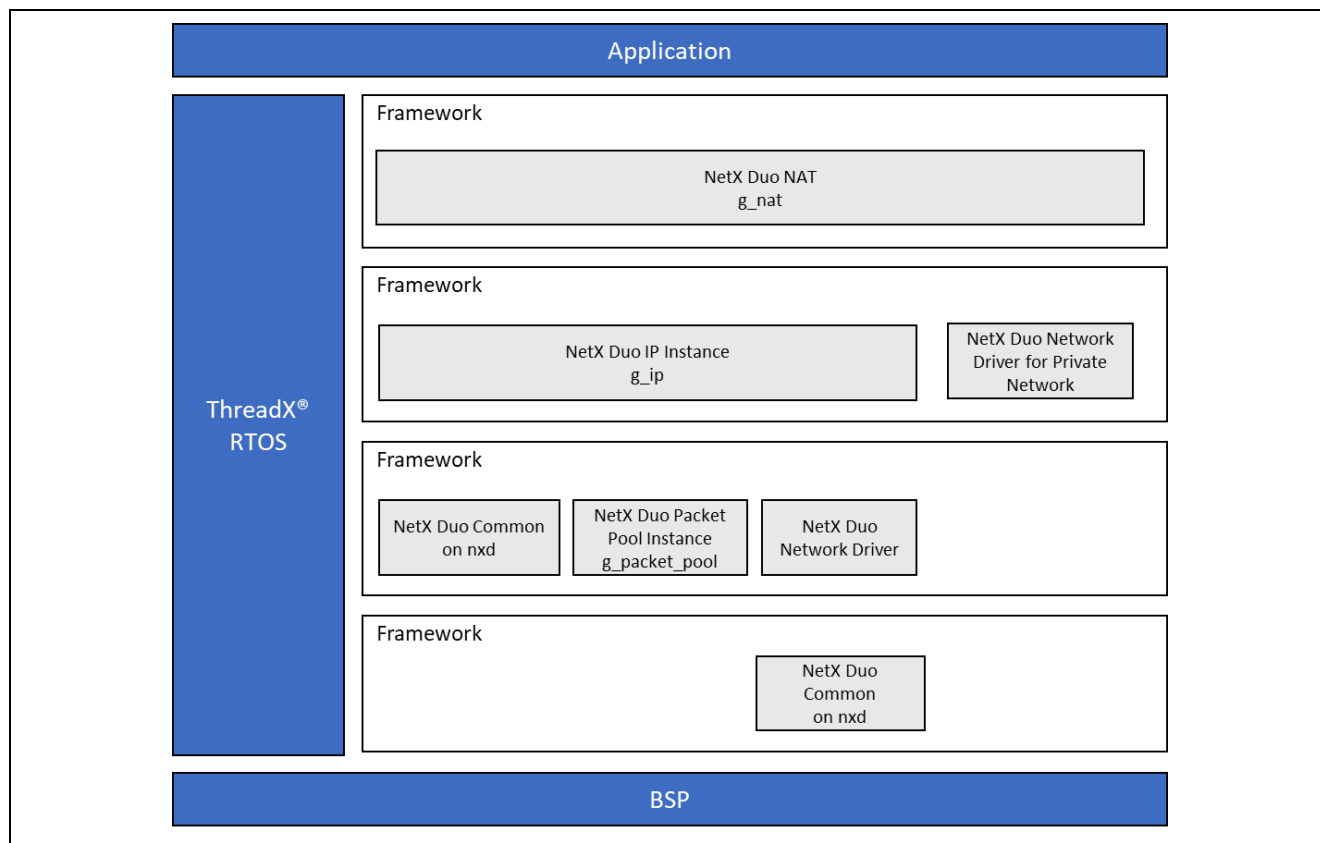 Application
ThreadX®
RTOS
Framework
NetX Duo NAT
g_nat
Framework
NetX Duo IP Instance
g_ip
NetX Duo Network
Driver for Private
Network
Framework
NetX Duo Common
on nxd
NetX Duo Packet
Pool Instance
g_packet_pool
NetX Duo
Network Driver
Framework
NetX Duo
Common
on nxd
BSP